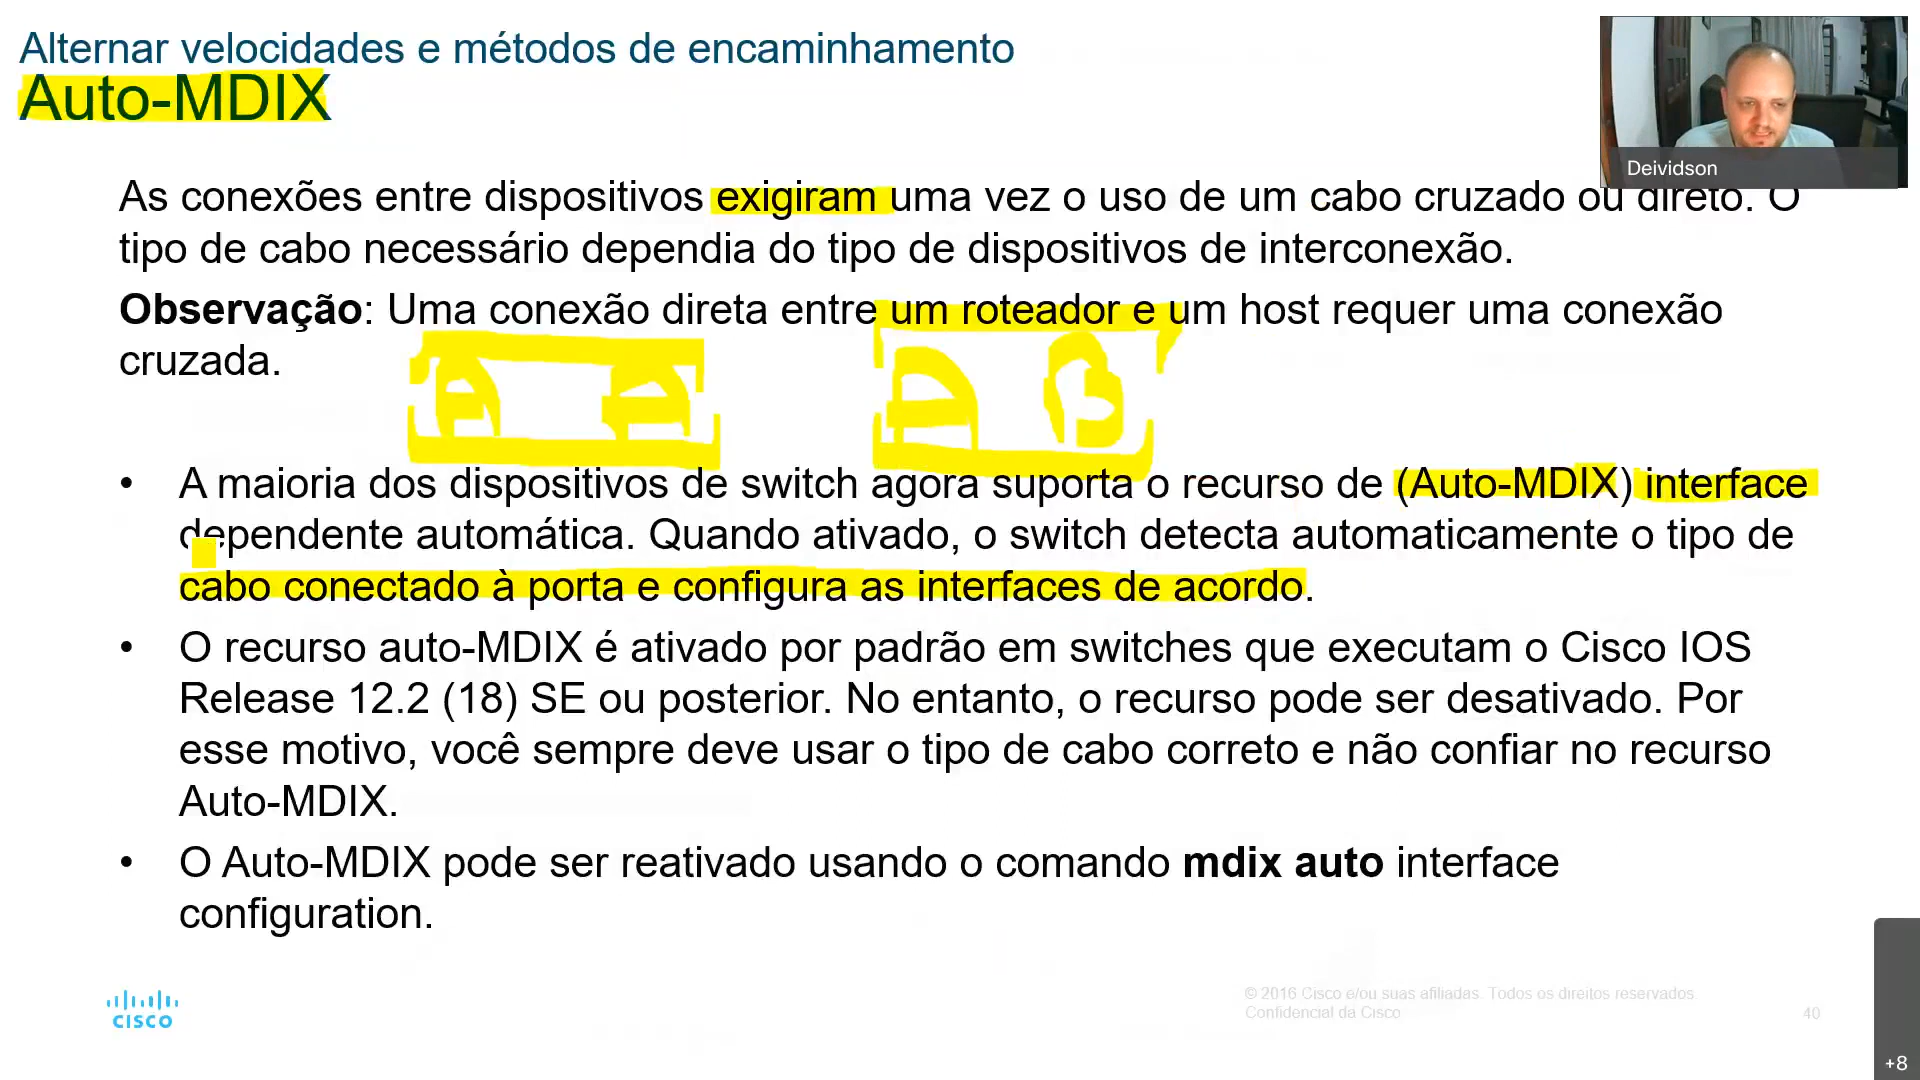 Alternar velocidades e métodos de encaminhamento
Auto-MDIX
Deividson
As conexões entre dispositivos exigiram uma vez o uso de um cabo cruzado ou direto. O
tipo de cabo necessário dependia do tipo de dispositivos de interconexão.
Observação: Uma conexão direta entre um roteador e um host requer uma conexão
cruzada.
A A A B
• A maioria dos dispositivos de switch agora suporta o recurso de (Auto-MDIX) interface
dependente automática. Quando ativado, o switch detecta automaticamente o tipo de
cabo conectado à porta e configura as interfaces de acordo.
• O recurso auto-MDIX é ativado por padrão em switches que executam o Cisco IOS
Release 12.2 (18) SE ou posterior. No entanto, o recurso pode ser desativado. Por
esse motivo, você sempre deve usar o tipo de cabo correto e não confiar no recurso
Auto-MDIX.
• O Auto-MDIX pode ser reativado usando o comando mdix auto interface
configuration.
CISCO
© 2016 Cisco e/ou suas afiliadas. Todos os direitos reservados.
Confidencial da Cisco
40
+8